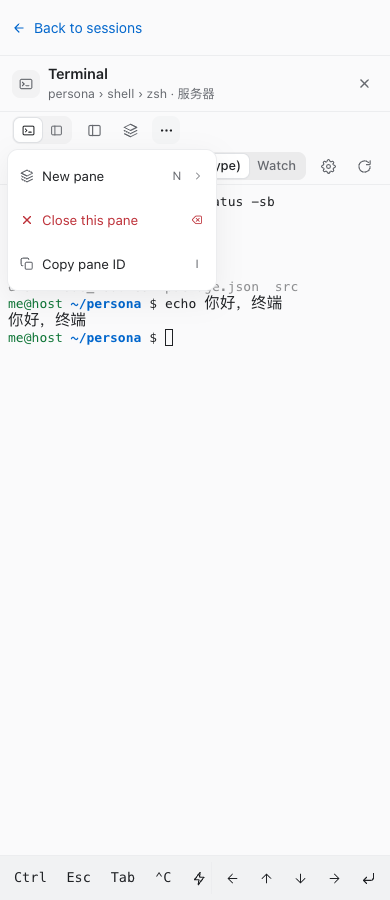 Back to sessions
Terminal
persona › shell › zsh · 服务器
ype) Watch
New pane N
atus -sb
Close this pane
Copy pane ID I
ge.json src
me@host ~/persona $ echo 你好，终端
你好，终端
me@host ~/persona $
Ctrl Esc Tab ^C